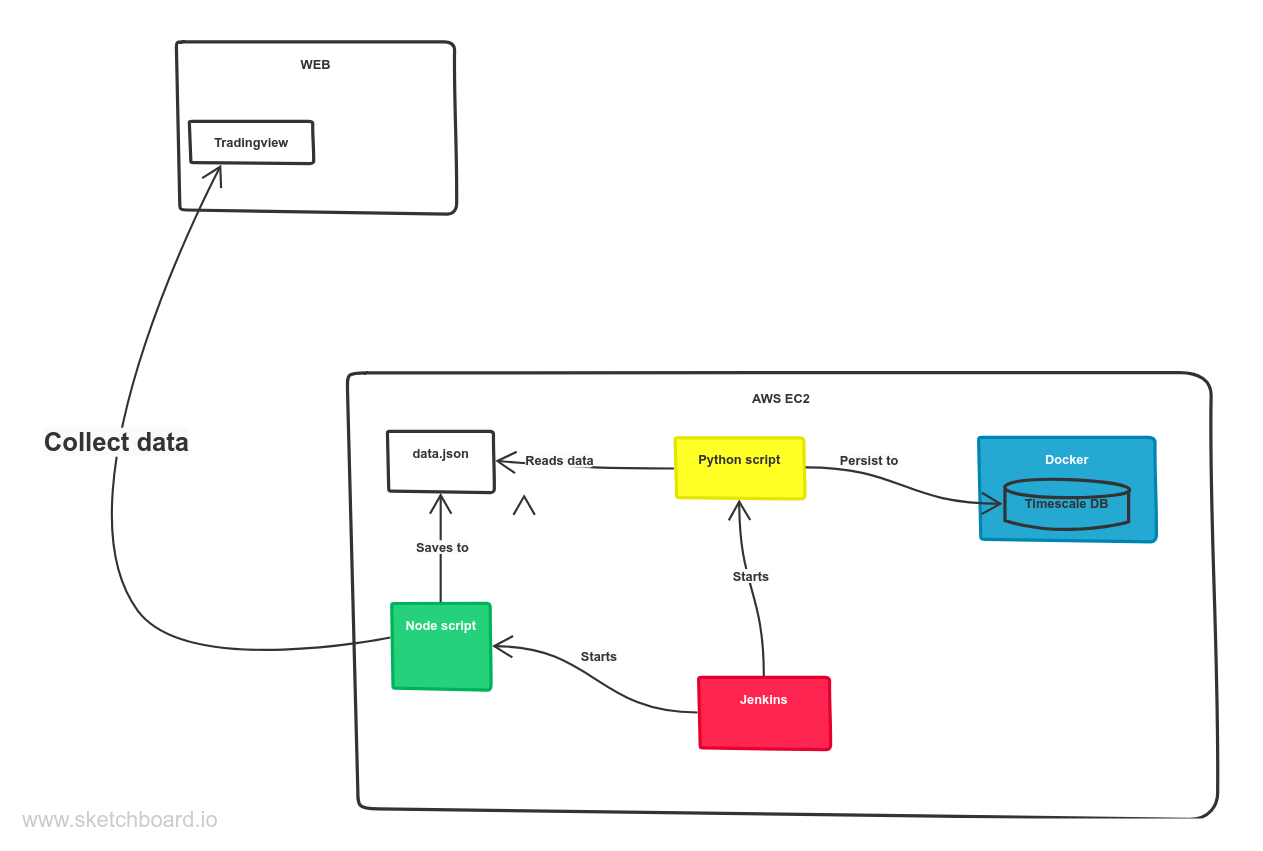 WEB
Tradingview
AWS EC2
Collect data
data.json
Reads data
Python script
Persist to
Docker
Timescale DB
Saves to
Starts
Node script
Starts
Jenkins
www.sketchboard.io